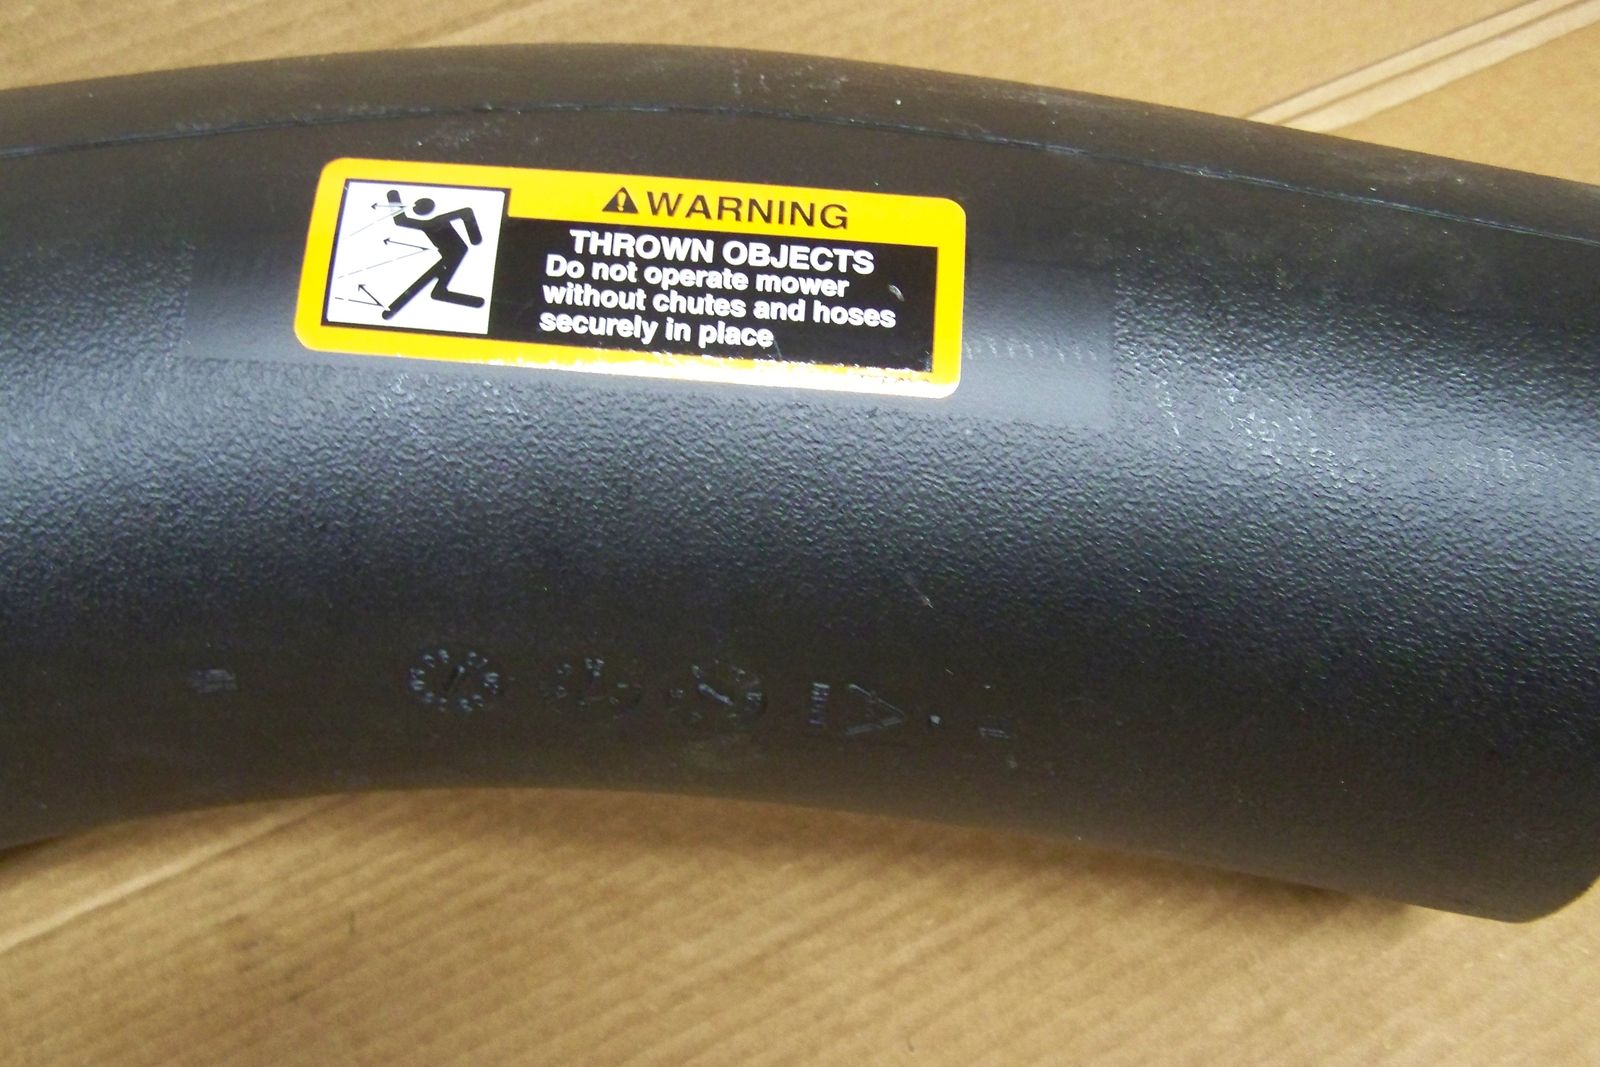 WARNING
THROWN OBJECTS
Do not operate mower
without chutes and hoses
securely in place